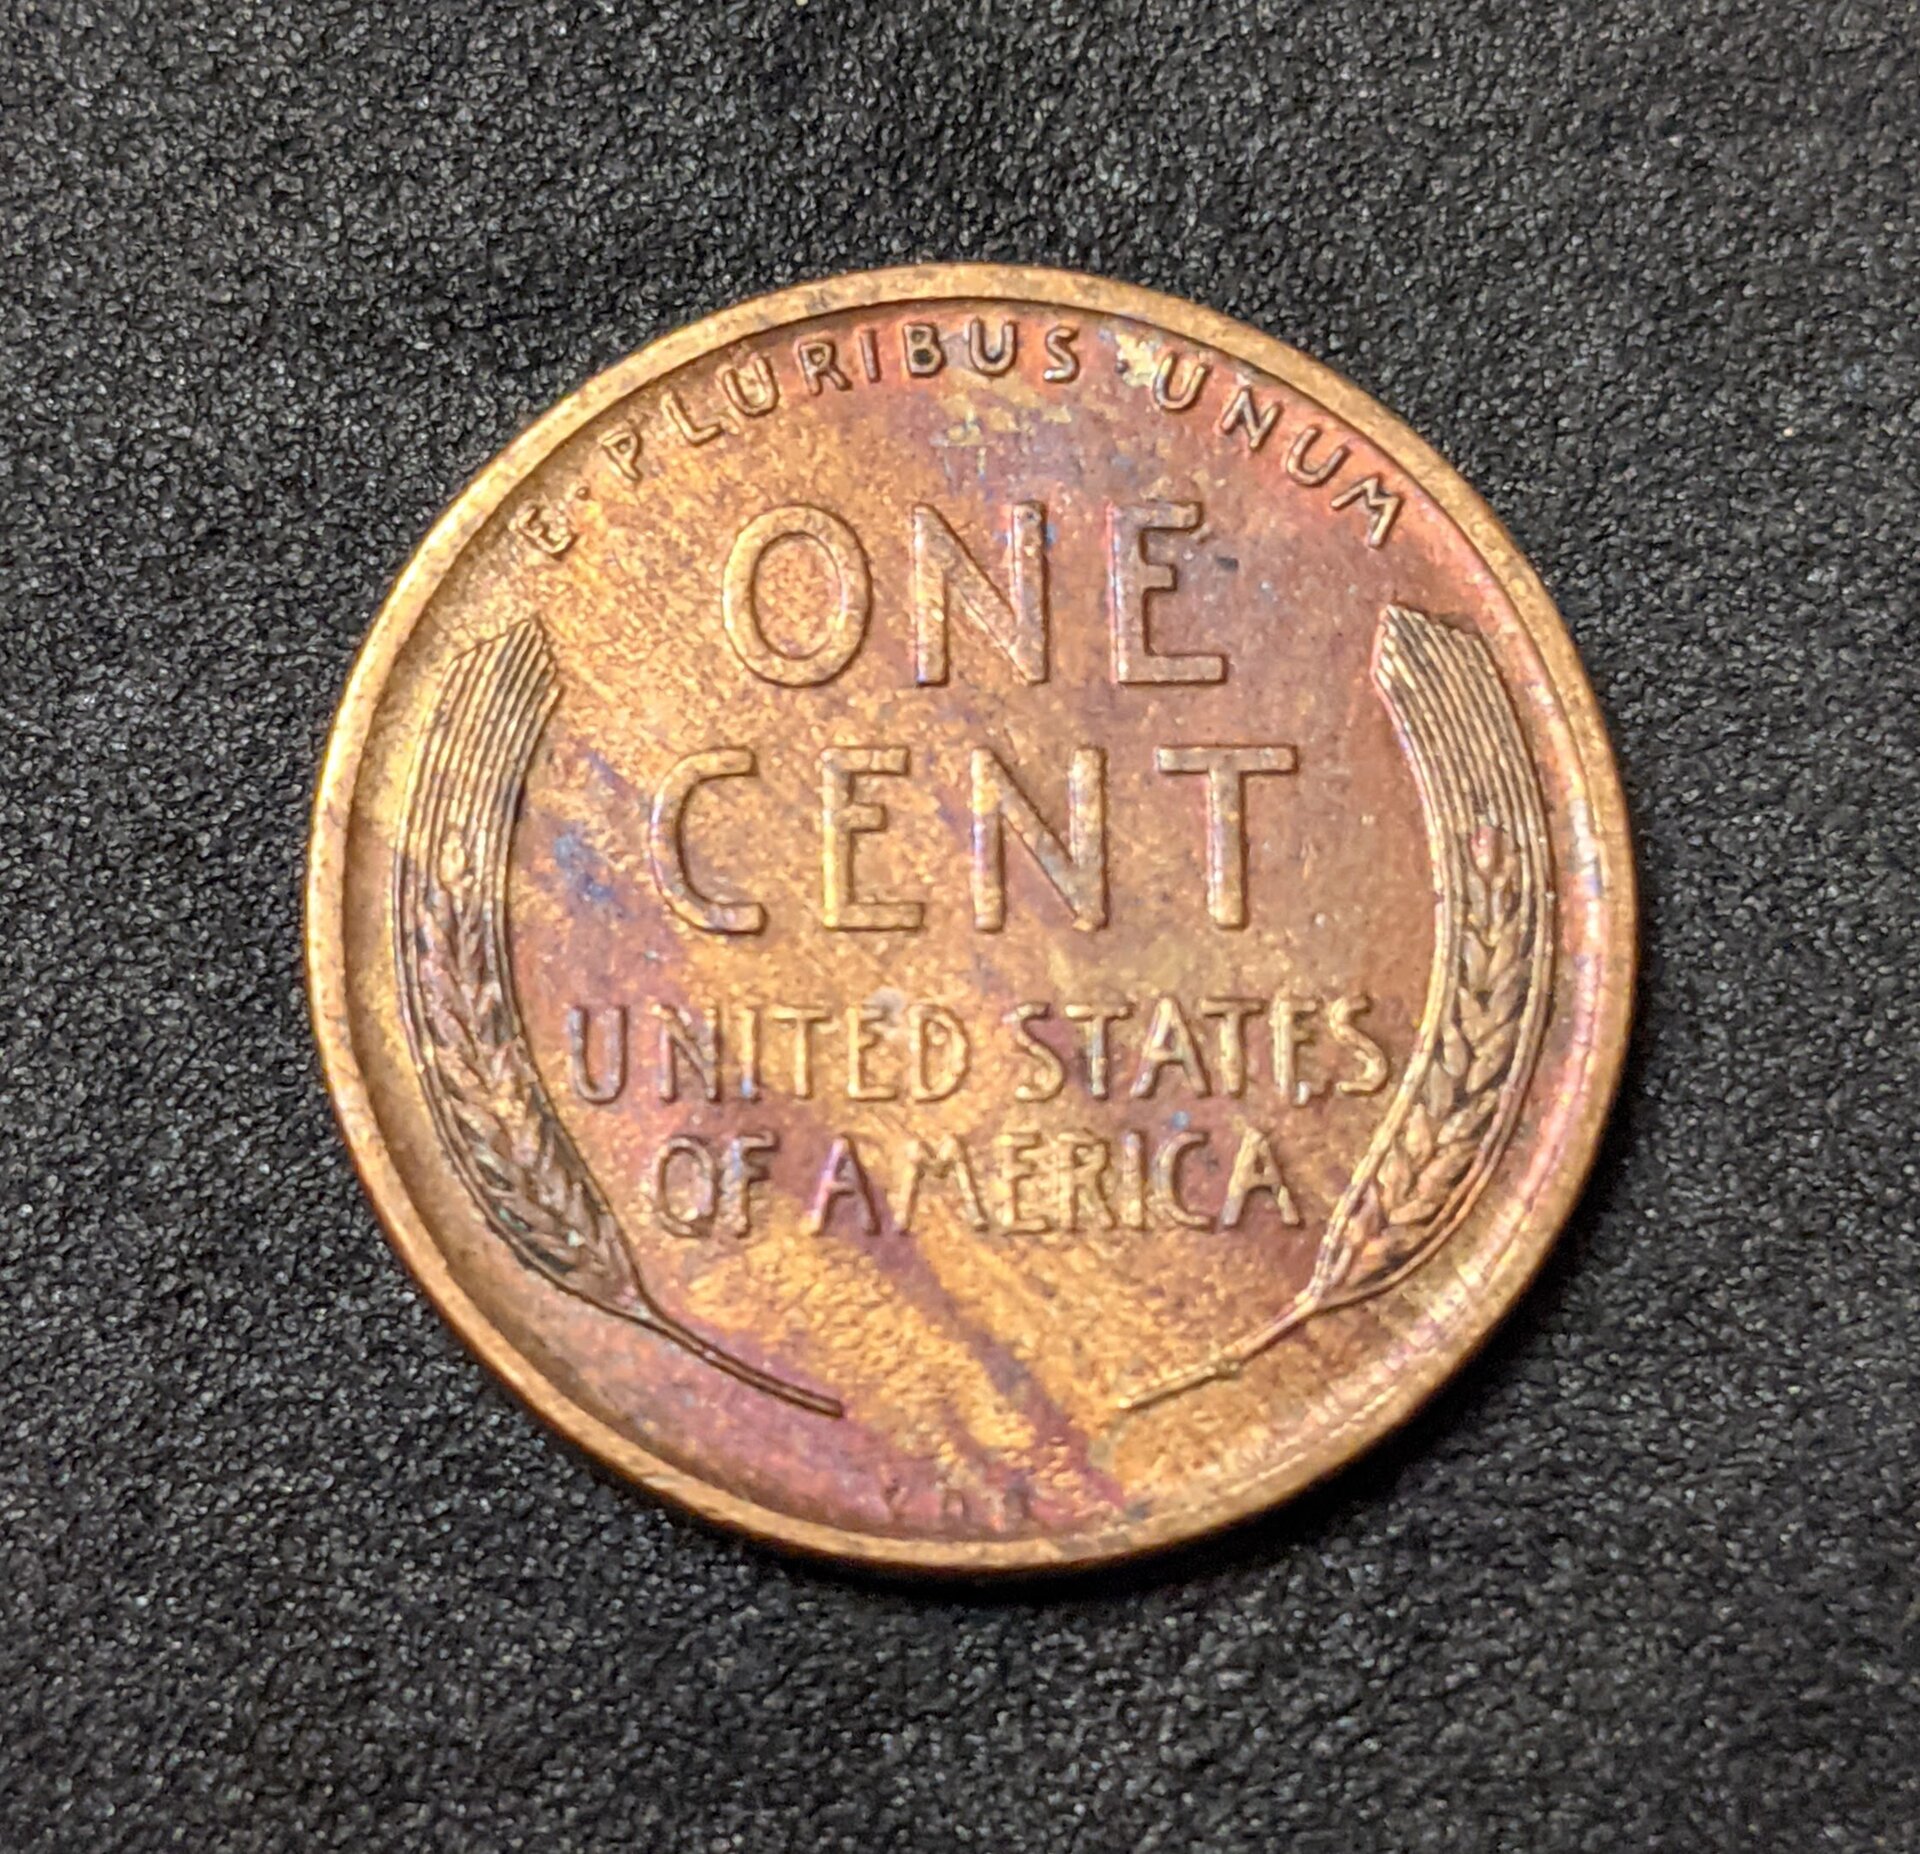 E·PLURIBUS·UNUM
ONE
CENT
UNITED STATES
OF AMERICA
V.D.B.